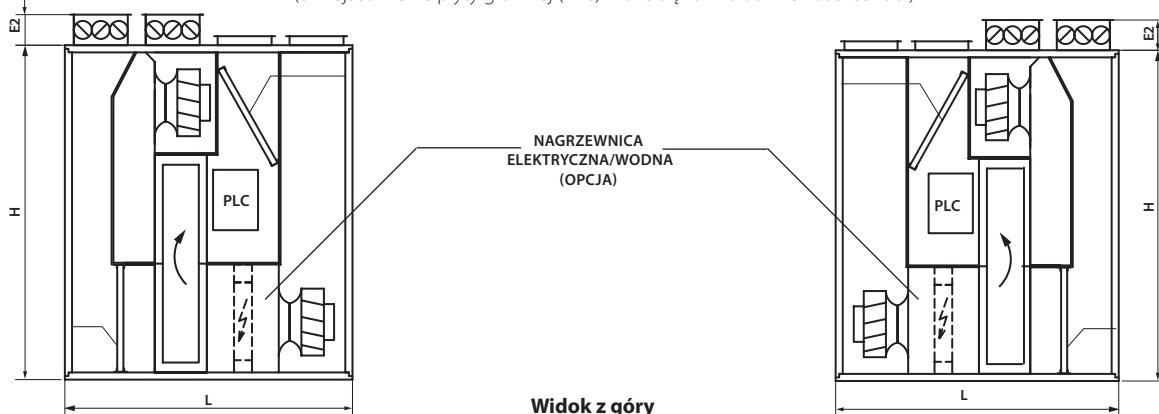 E2
E2
H
NAGRZEWNICA
ELEKTRYCZNA/WODNA
(OPCJA)
PLC
PLC
H
L
L
Widok z góry